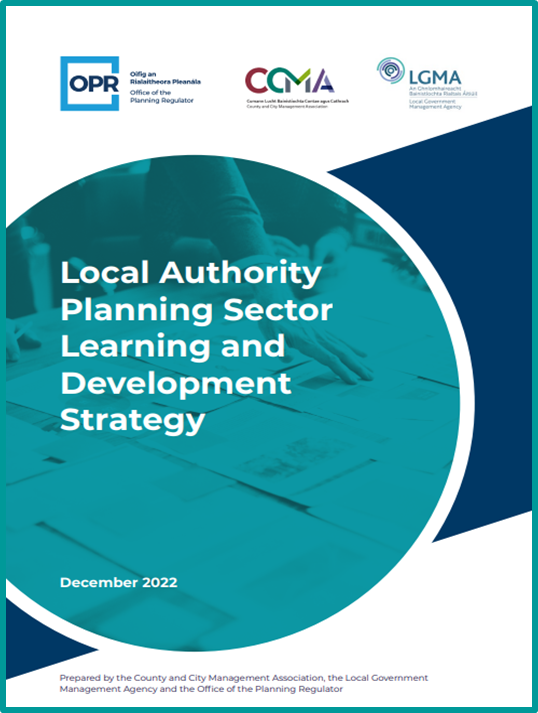 OPR
Oifig an
Rialaitheora Pleanála
Office of the
Planning Regulator
CCMA
Cumann Lucht Bainistíochta Contae agus Cathrach
County and City Management Association
LGMA
An Ghníomhaireacht
Bainistíochta Rialtais Áitiúil
Local Government
Management Agency
Local Authority
Planning Sector
Learning and
Development
Strategy
December 2022
Prepared by the County and City Management Association, the Local Government
Management Agency and the Office of the Planning Regulator